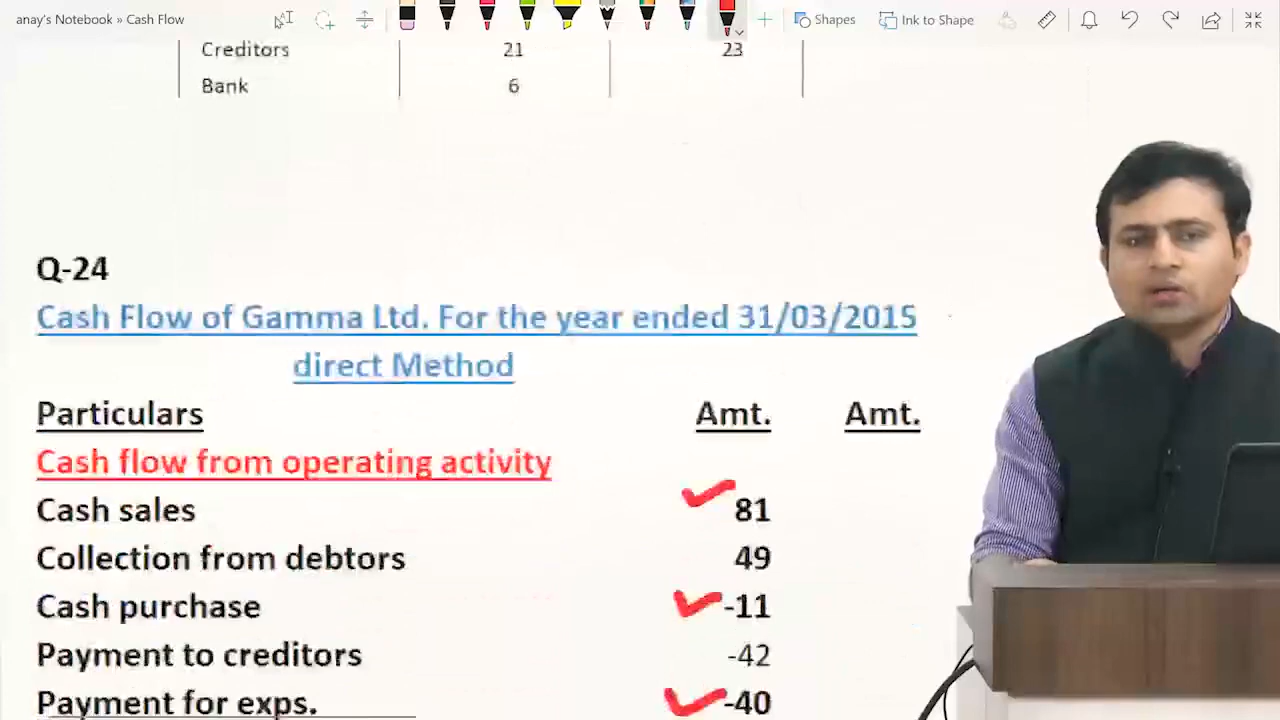 anay's Notebook » Cash Flow
Shapes
Ink to Shape
Creditors 21 23
Bank 6
Q-24
Cash Flow of Gamma Ltd. For the year ended 31/03/2015
direct Method
Particulars Amt. Amt.
Cash flow from operating activity
Cash sales 81
Collection from debtors 49
Cash purchase -11
Payment to creditors -42
Payment for exps. -40